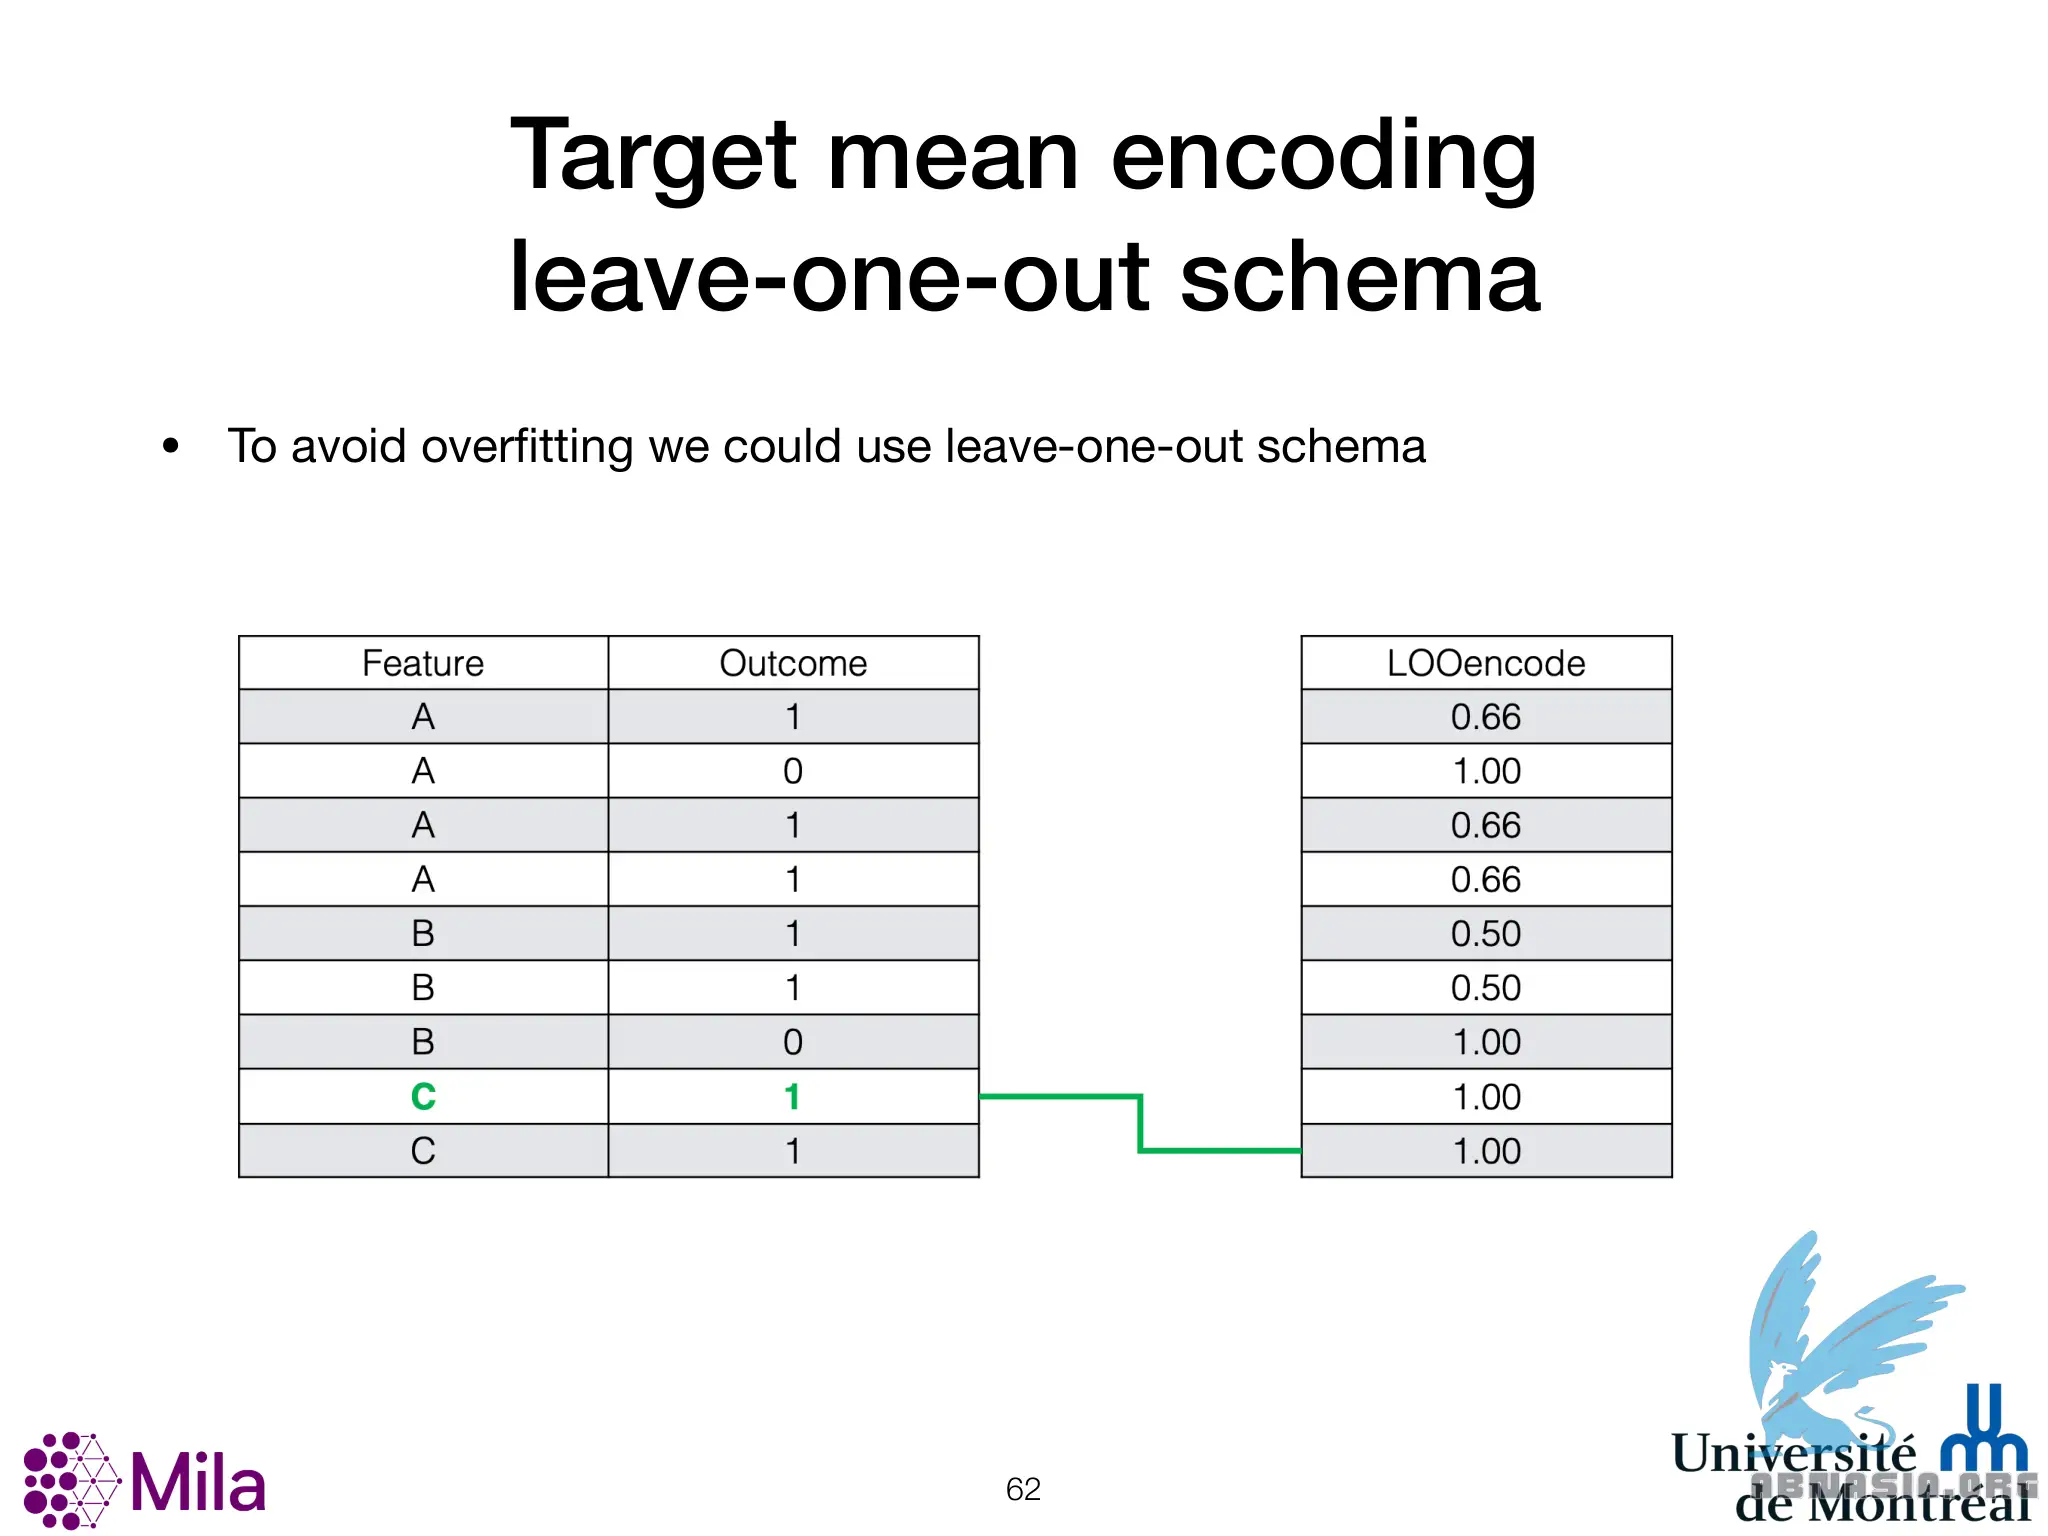 Target mean encoding
leave-one-out schema
• To avoid overfitting we could use leave-one-out schema
Feature Outcome LOOencode
A 1 0.66
A 0 1.00
A 1 0.66
A 1 0.66
B 1 0.50
B 1 0.50
B 0 1.00
C 1 1.00
C 1 1.00
Mila
62
Université
de Montréal
ABNASIA.ORG